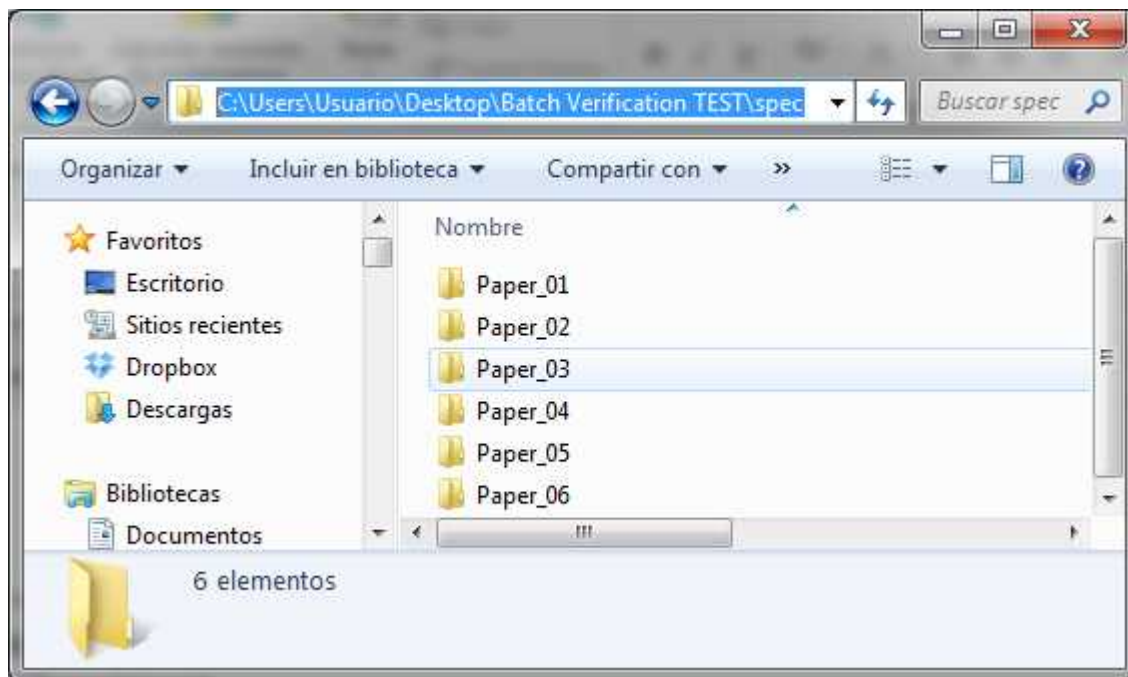 C:\Users\Usuario\Desktop\Batch Verification TEST\spec
Buscar spec
Organizar
Incluir en biblioteca
Compartir con
»
Favoritos
Escritorio
Sitios recientes
Dropbox
Descargas
Bibliotecas
Documentos
Nombre
Paper_01
Paper_02
Paper_03
Paper_04
Paper_05
Paper_06
6 elementos